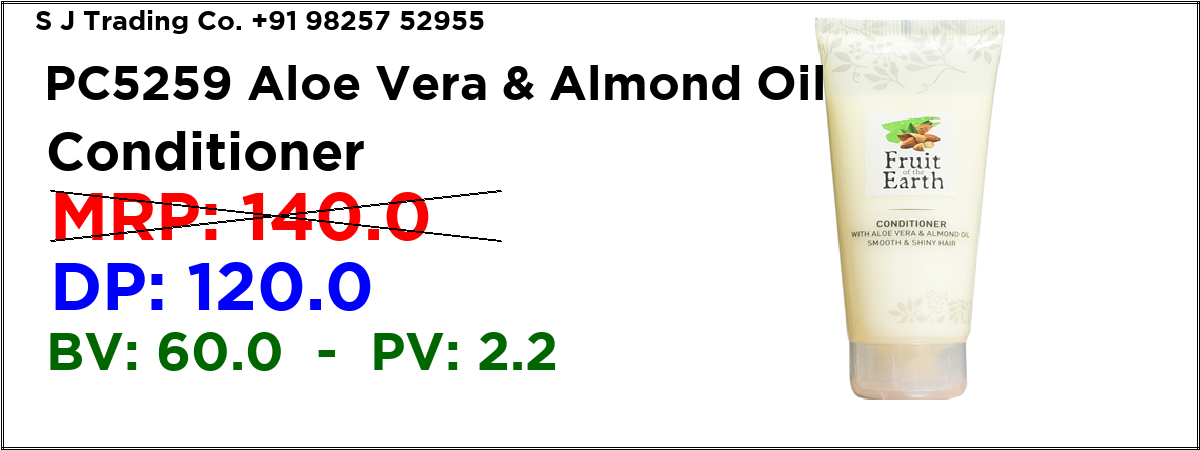 S J Trading Co. +91 98257 52955
PC5259 Aloe Vera & Almond Oil
Conditioner
MRP: 140.0
DP: 120.0
BV: 60.0 - PV: 2.2
Fruit
of the
Earth
CONDITIONER
WITH ALOE VERA & ALMOND OIL
SMOOTH & SHINY HAIR